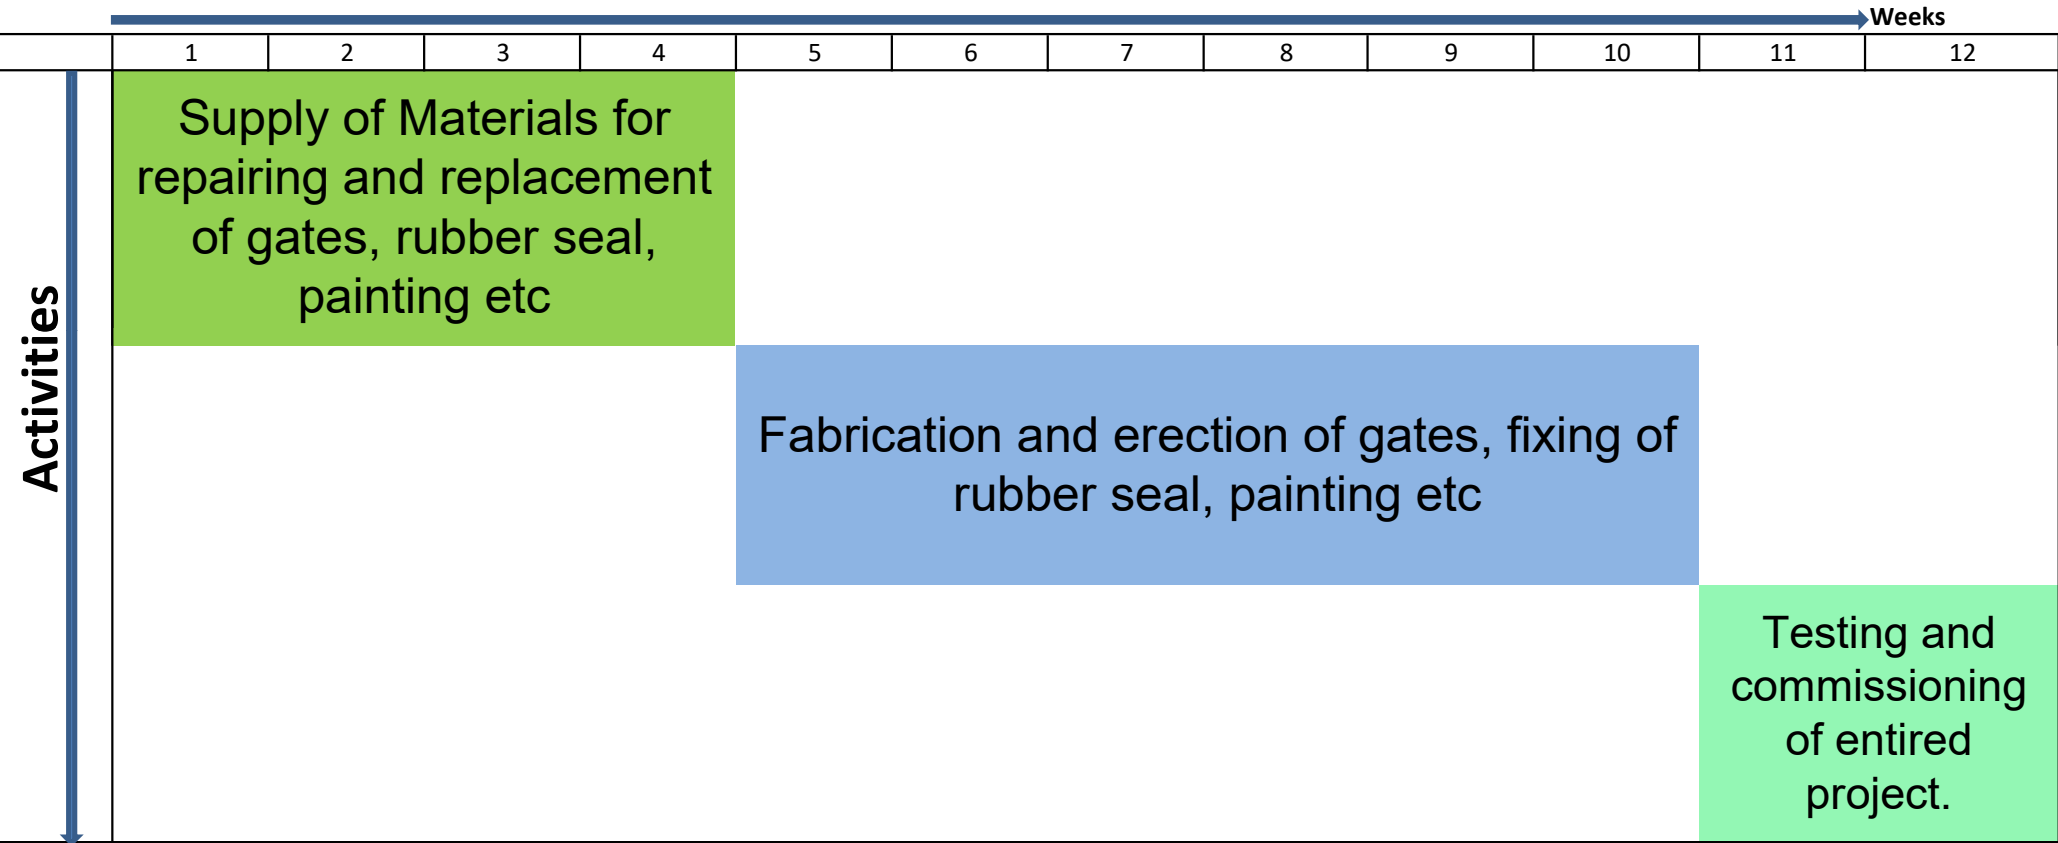 Weeks
1 2 3 4 5 6 7 8 9 10 11 12
Activities
Supply of Materials for
repairing and replacement
of gates, rubber seal,
painting etc
Fabrication and erection of gates, fixing of
rubber seal, painting etc
Testing and
commissioning
of entired
project.